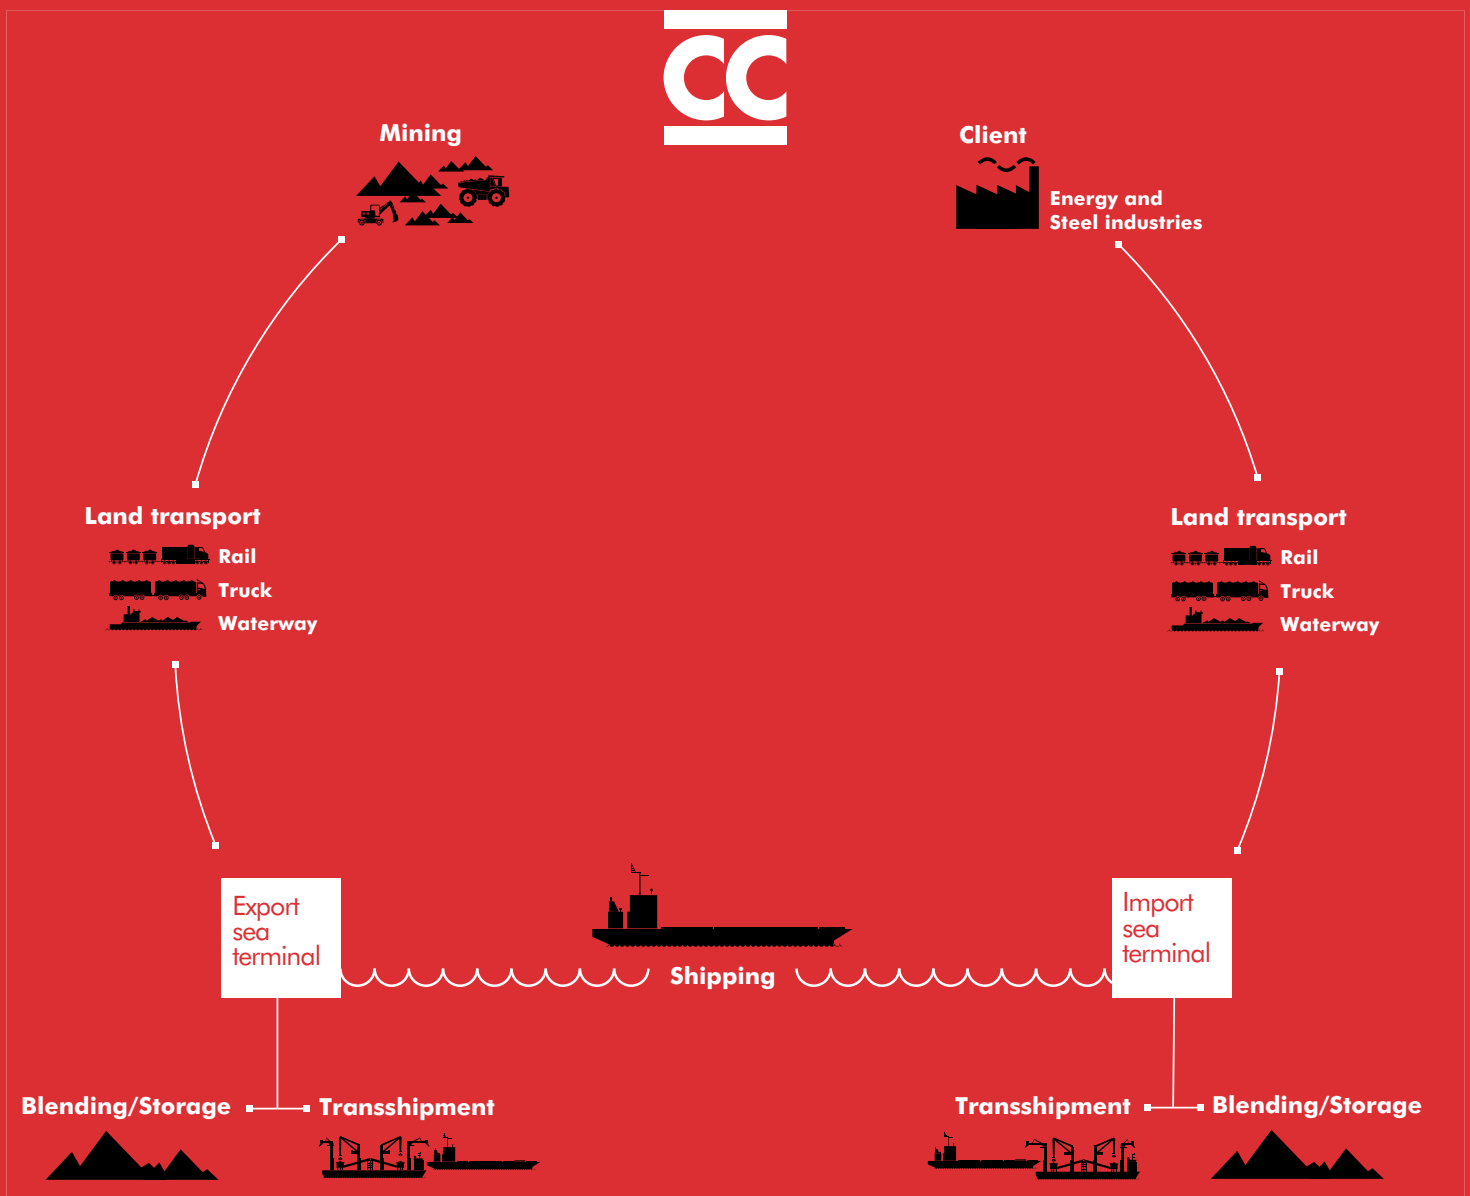 CC
Mining
Client
Energy and
Steel industries
Land transport
Rail
Truck
Waterway
Land transport
Rail
Truck
Waterway
Export
sea
terminal
Shipping
Import
sea
terminal
Blending/Storage
Transshipment
Transshipment
Blending/Storage